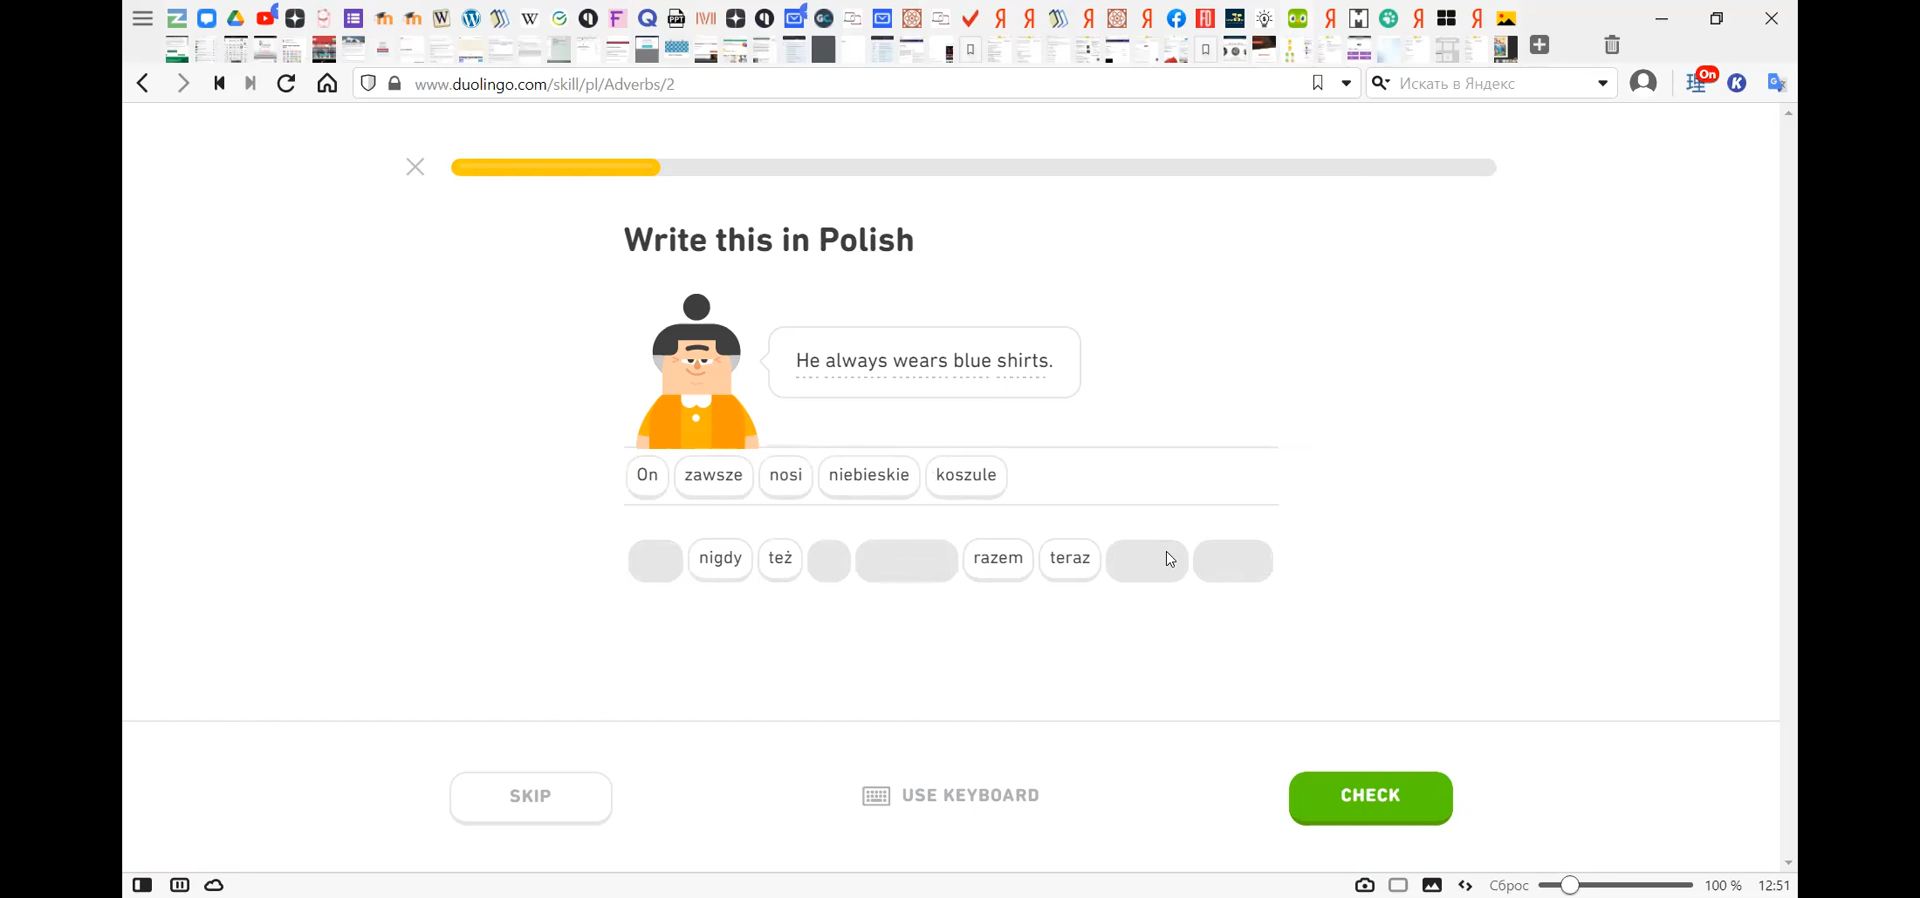 www.duolingo.com/skill/pl/Adverbs/2
Искать в Яндекс
On
Write this in Polish
He always wears blue shirts.
On zawsze nosi niebieskie koszule
nigdy też razem teraz
SKIP
USE KEYBOARD
CHECK
Сброс
100 %
12:51